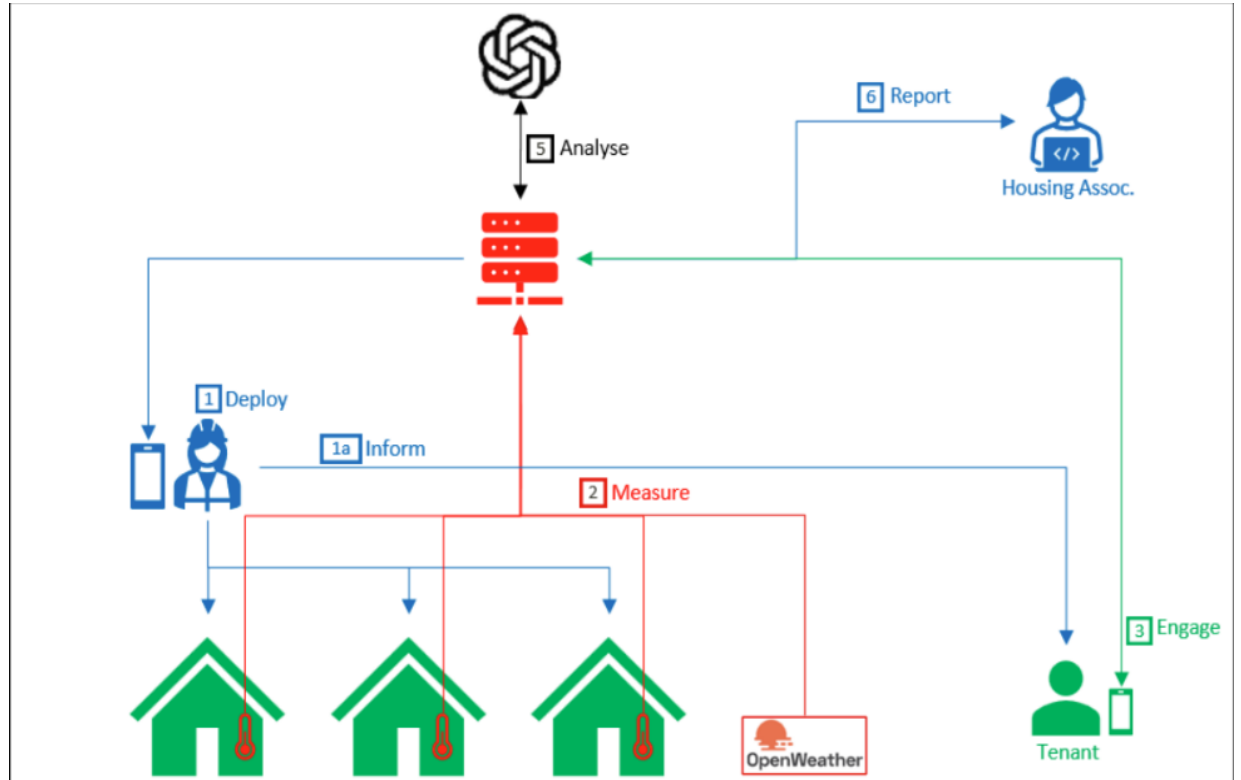 5 Analyse
6 Report
</>
Housing Assoc.
1 Deploy
1a Inform
2 Measure
3 Engage
OpenWeather
Tenant